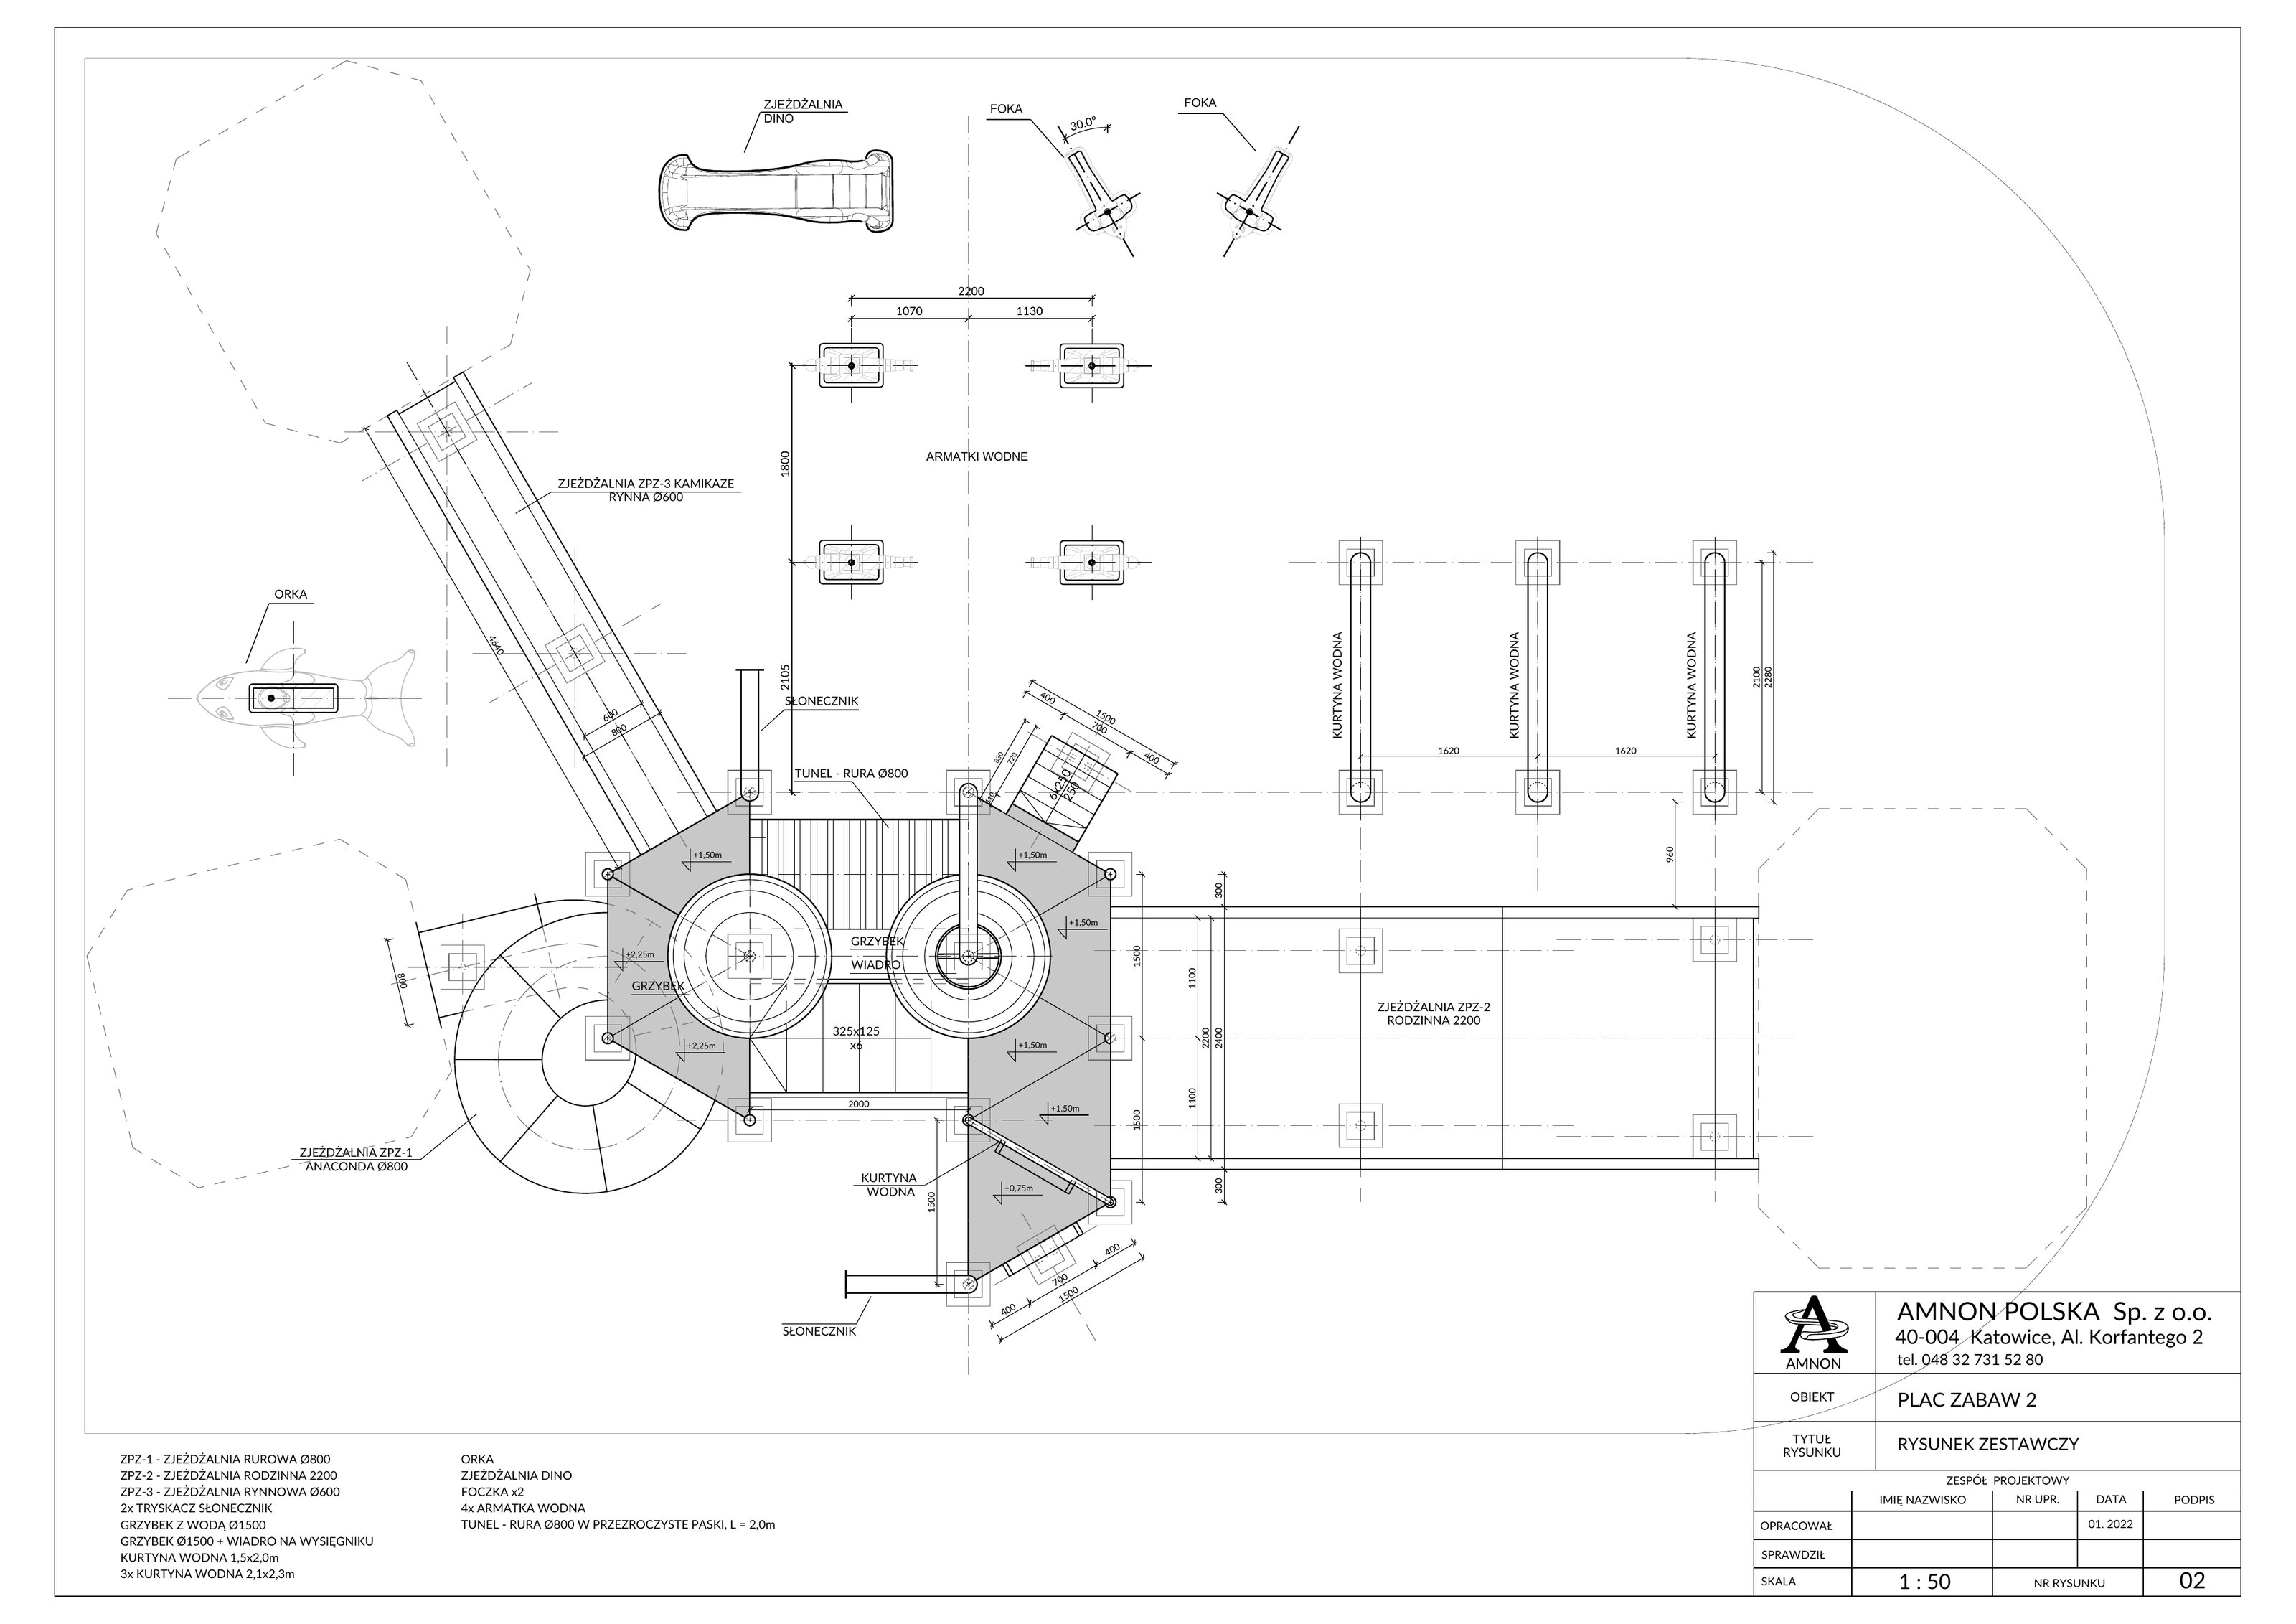 ZJEŻDŻALNIA
DINO
FOKA
FOKA
30.0°
2200
1070
1130
1800
ARMATKI WODNE
ZJEŻDŻALNIA ZPZ-3 KAMIKAZE
RYNNA Ø600
4640
600
800
ORKA
2105
SŁONECZNIK
TUNEL - RURA Ø800
400
1500
700
400
830
720
6x250
250
KURTYNA WODNA
KURTYNA WODNA
KURTYNA WODNA
2100
2280
1620
1620
960
+1,50m
+1,50m
+1,50m
+2,25m
GRZYBEK
WIADRO
GRZYBEK
325x125
x6
+2,25m
+1,50m
+1,50m
+0,75m
800
2000
300
1500
1100
2200
2400
1100
1500
300
ZJEŻDŻALNIA ZPZ-2
RODZINNA 2200
ZJEŻDŻALNIA ZPZ-1
ANACONDA Ø800
KURTYNA
WODNA
1500
400
700
400
1500
SŁONECZNIK
ZPZ-1 - ZJEŻDŻALNIA RUROWA Ø800
ZPZ-2 - ZJEŻDŻALNIA RODZINNA 2200
ZPZ-3 - ZJEŻDŻALNIA RYNNOWA Ø600
2x TRYSKACZ SŁONECZNIK
GRZYBEK Z WODĄ Ø1500
GRZYBEK Ø1500 + WIADRO NA WYSIĘGNIKU
KURTYNA WODNA 1,5x2,0m
3x KURTYNA WODNA 2,1x2,3m
ORKA
ZJEŻDŻALNIA DINO
FOCZKA x2
4x ARMATKA WODNA
TUNEL - RURA Ø800 W PRZEZROCZYSTE PASKI, L = 2,0m
AMNON
AMNON POLSKA Sp. z o.o.
40-004 Katowice, Al. Korfantego 2
tel. 048 32 731 52 80
OBIEKT
PLAC ZABAW 2
TYTUŁ
RYSUNKU
RYSUNEK ZESTAWCZY
ZESPÓŁ PROJEKTOWY
IMIĘ NAZWISKO
NR UPR.
DATA
PODPIS
OPRACOWAŁ
01. 2022
SPRAWDZIŁ
SKALA
1 : 50
NR RYSUNKU
02